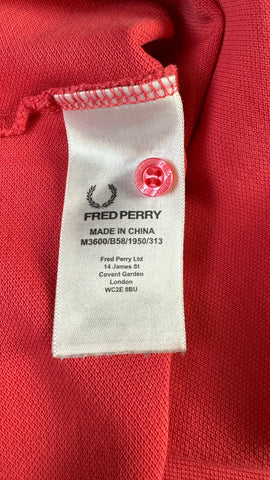 FRED PERRY
MADE IN CHINA
M3600/B58/1950/313
Fred Perry Ltd
14 James St
Covent Garden
London
WC2E 8BU